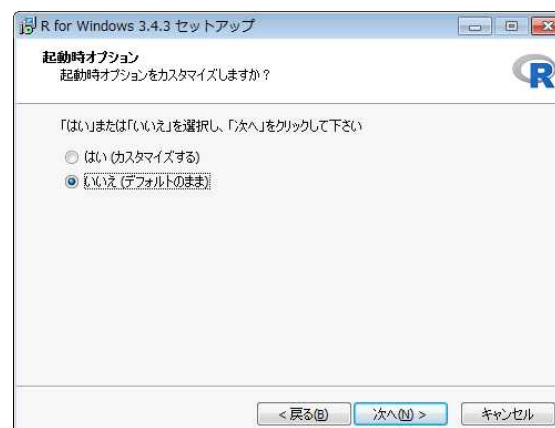 R for Windows 3.4.3 セットアップ
起動時オプション
起動時オプションをカスタマイズしますか？
R
「はい」または「いいえ」を選択し、「次へ」をクリックして下さい
はい (カスタマイズする)
いいえ (デフォルトのまま)
< 戻る(B)
次へ(N) >
キャンセル